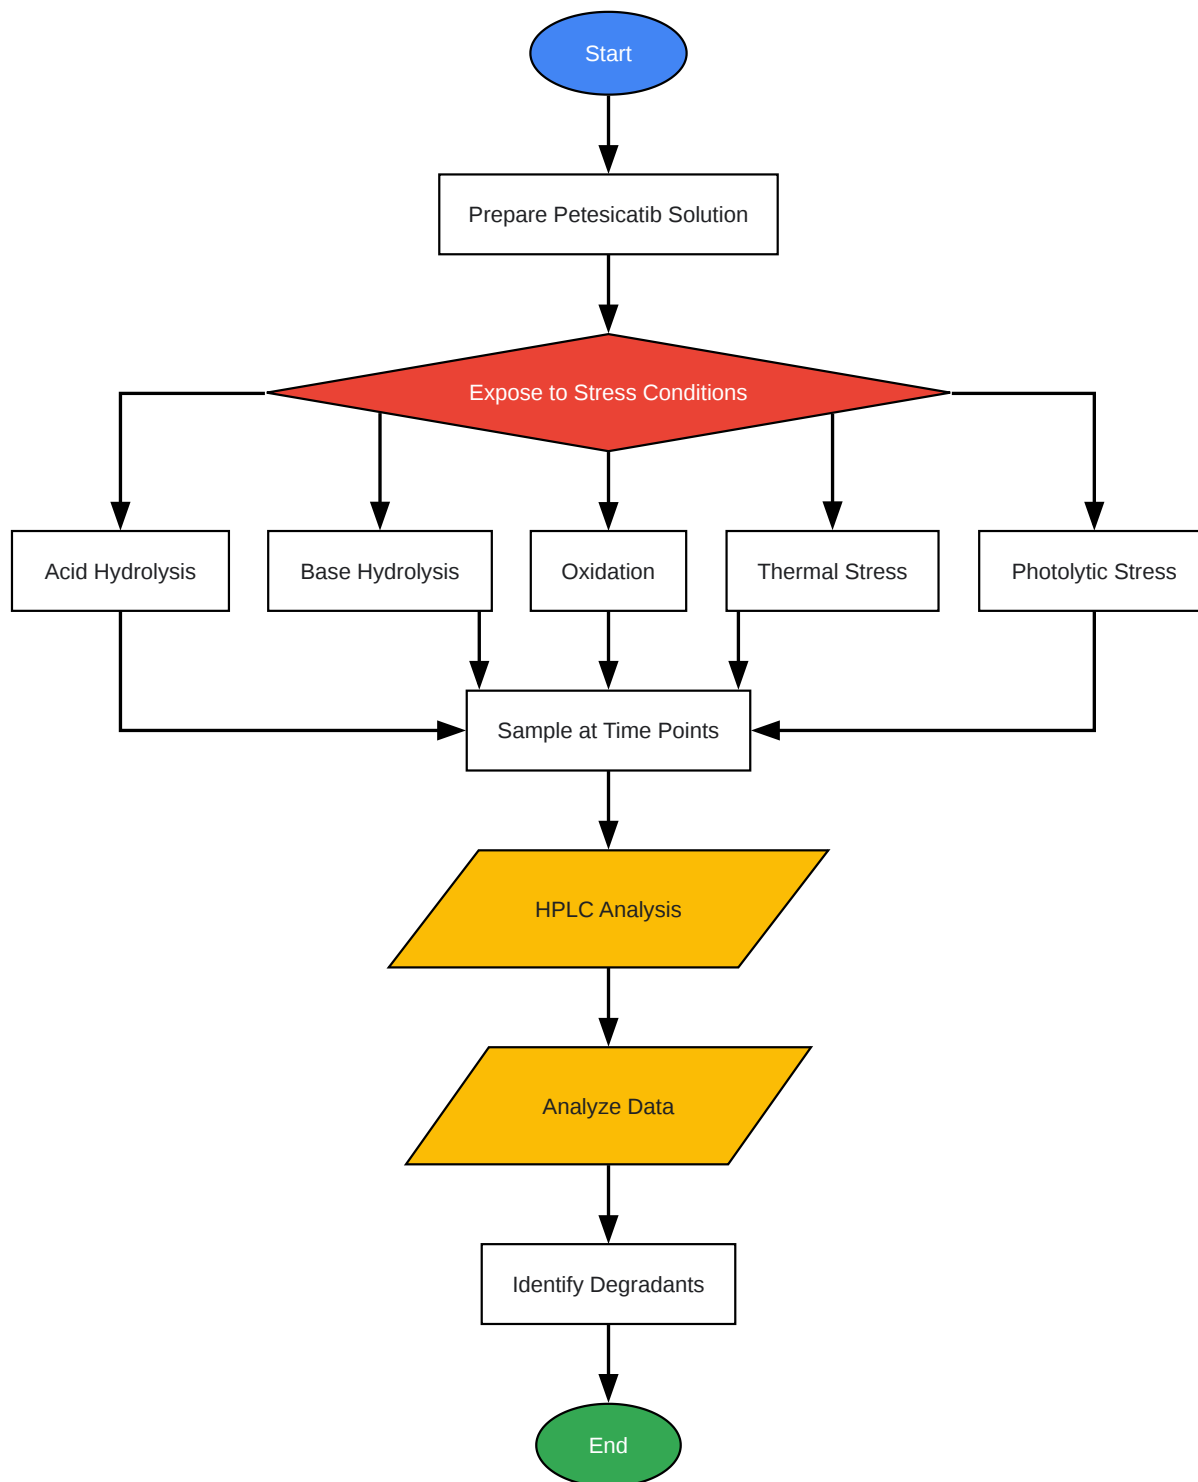 Start
Prepare Petesicatib Solution
Expose to Stress Conditions
Acid Hydrolysis
Base Hydrolysis
Oxidation
Thermal Stress
Photolytic Stress
Sample at Time Points
HPLC Analysis
Analyze Data
Identify Degradants
End